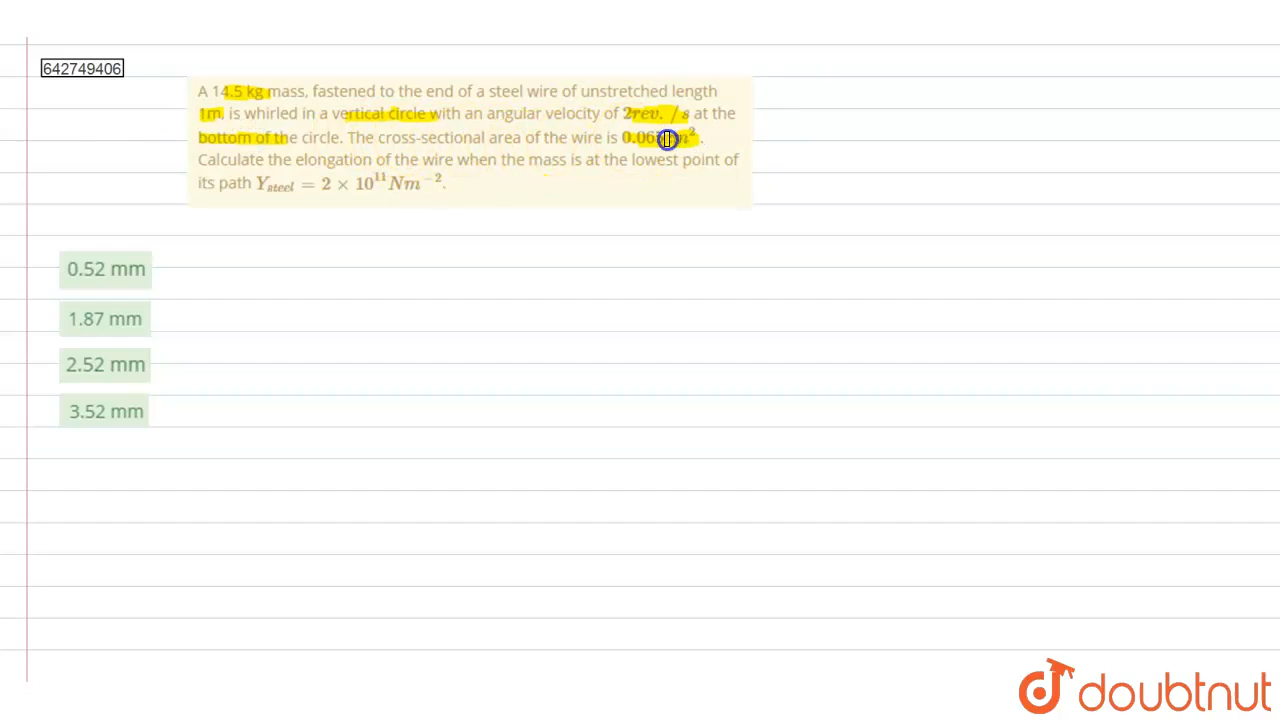 642749406
A 14.5 kg mass, fastened to the end of a steel wire of unstretched length
1m, is whirled in a vertical circle with an angular velocity of 2rev. / s at the
bottom of the circle. The cross-sectional area of the wire is
Calculate the elongation of the wire when the mass is at the lowest point of
its path Y_steel = 2 × 10¹¹ Nm⁻².
0.52 mm
1.87 mm
2.52 mm
3.52 mm
doubtnut